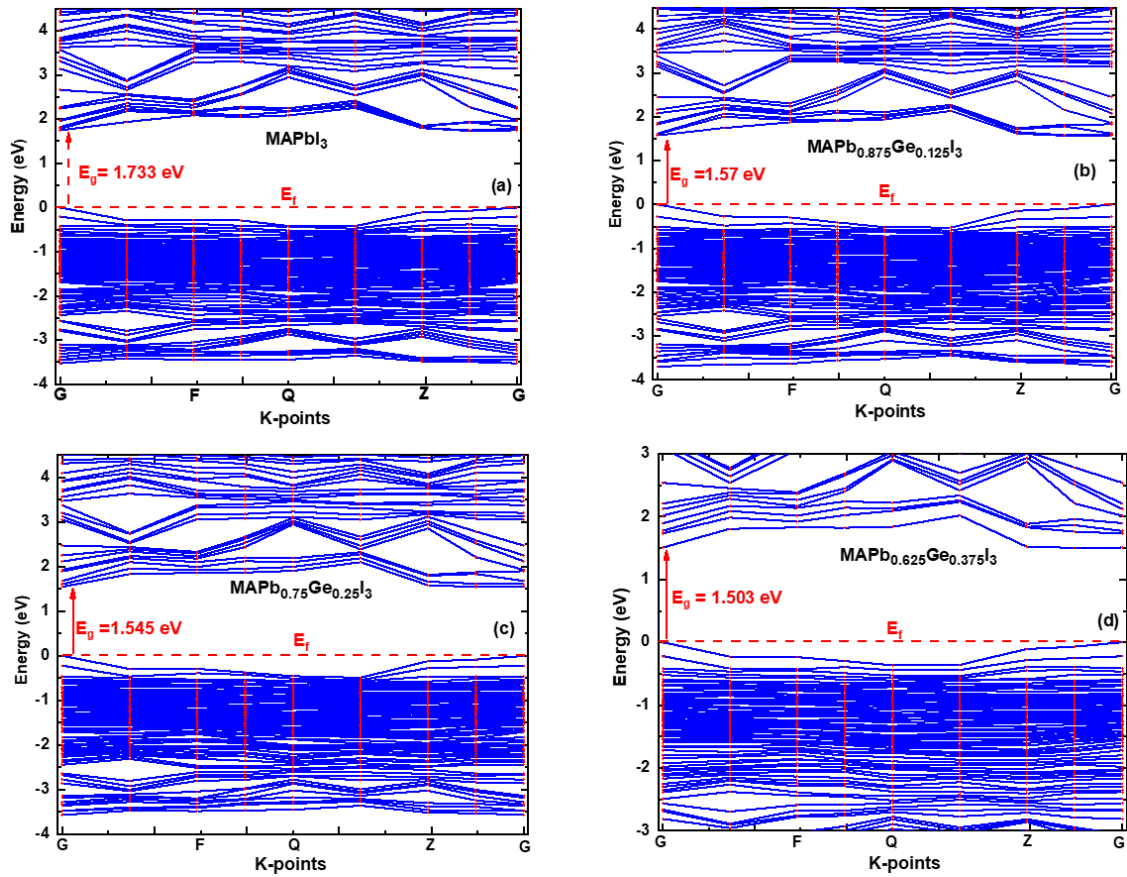 4
3
2
1
0
-1
-2
-3
-4
Energy (eV)
MAPbI3
Eg= 1.733 eV
(a)
Ef
G F Q Z G
K-points
4
3
2
1
0
-1
-2
-3
-4
Energy (eV)
MAPb0.875Ge0.125I3
Eg =1.57 eV
(b)
Ef
G F Q Z G
K-points
4
3
2
1
0
-1
-2
-3
-4
Energy (eV)
MAPb0.75Ge0.25I3
Eg =1.545 eV
(c)
Ef
G F Q Z G
K-points
3
2
1
0
-1
-2
-3
Energy (eV)
MAPb0.625Ge0.375I3
Eg = 1.503 eV
(d)
Ef
G F Q Z G
K-points